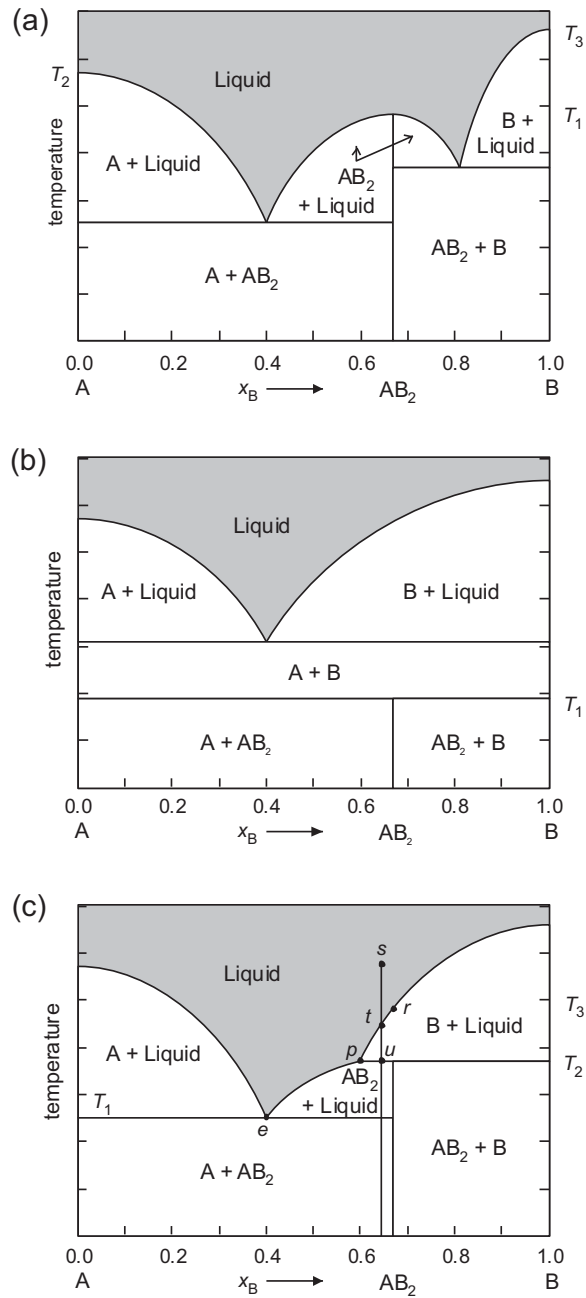 (a)
T₃
T₂
Liquid
T₁
B +
Liquid
A + Liquid
AB₂
+ Liquid
temperature
AB₂ + B
A + AB₂
0.0 0.2 0.4 0.6 0.8 1.0
A x_B AB₂ B
(b)
Liquid
A + Liquid B + Liquid
temperature
A + B
T₁
A + AB₂ AB₂ + B
0.0 0.2 0.4 0.6 0.8 1.0
A x_B AB₂ B
(c)
s
Liquid
r
T₃
t
B + Liquid
A + Liquid
p u
T₂
AB₂
+ Liquid
temperature
T₁
e
AB₂ + B
A + AB₂
0.0 0.2 0.4 0.6 0.8 1.0
A x_B AB₂ B